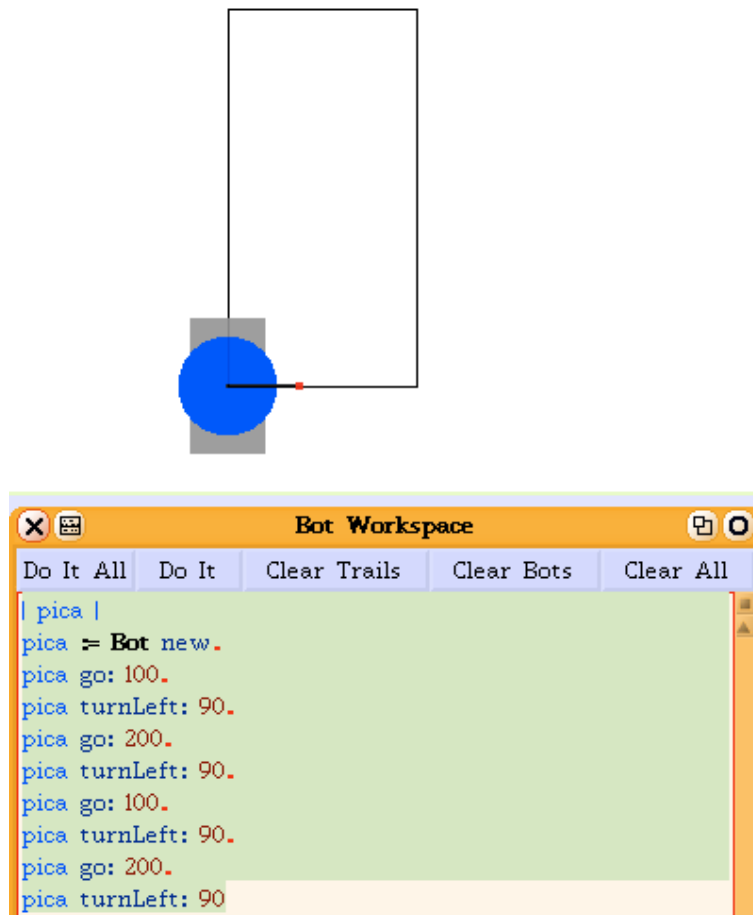 Bot Workspace
Do It All Do It Clear Trails Clear Bots Clear All
| pica |
pica := Bot new.
pica go: 100.
pica turnLeft: 90.
pica go: 200.
pica turnLeft: 90.
pica go: 100.
pica turnLeft: 90.
pica go: 200.
pica turnLeft: 90